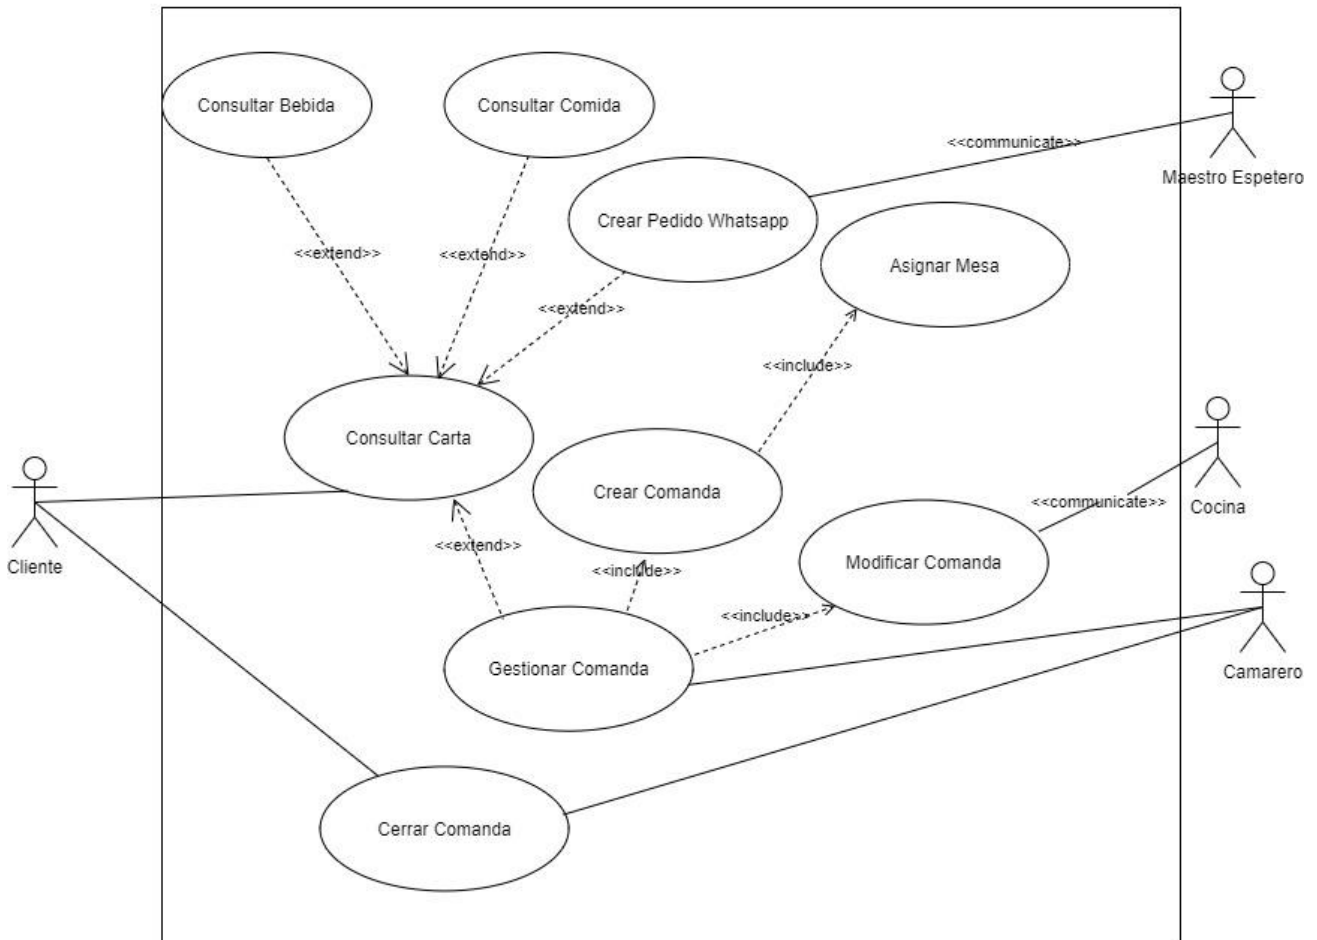 Consultar Bebida
Consultar Comida
<<communicate>>
Maestro Espetero
Crear Pedido Whatsapp
<<extend>>
<<extend>>
Asignar Mesa
<<extend>>
<<include>>
Consultar Carta
Crear Comanda
<<communicate>>
Cocina
<<extend>>
Cliente
<<include>>
Modificar Comanda
<<include>>
Gestionar Comanda
Camarero
Cerrar Comanda